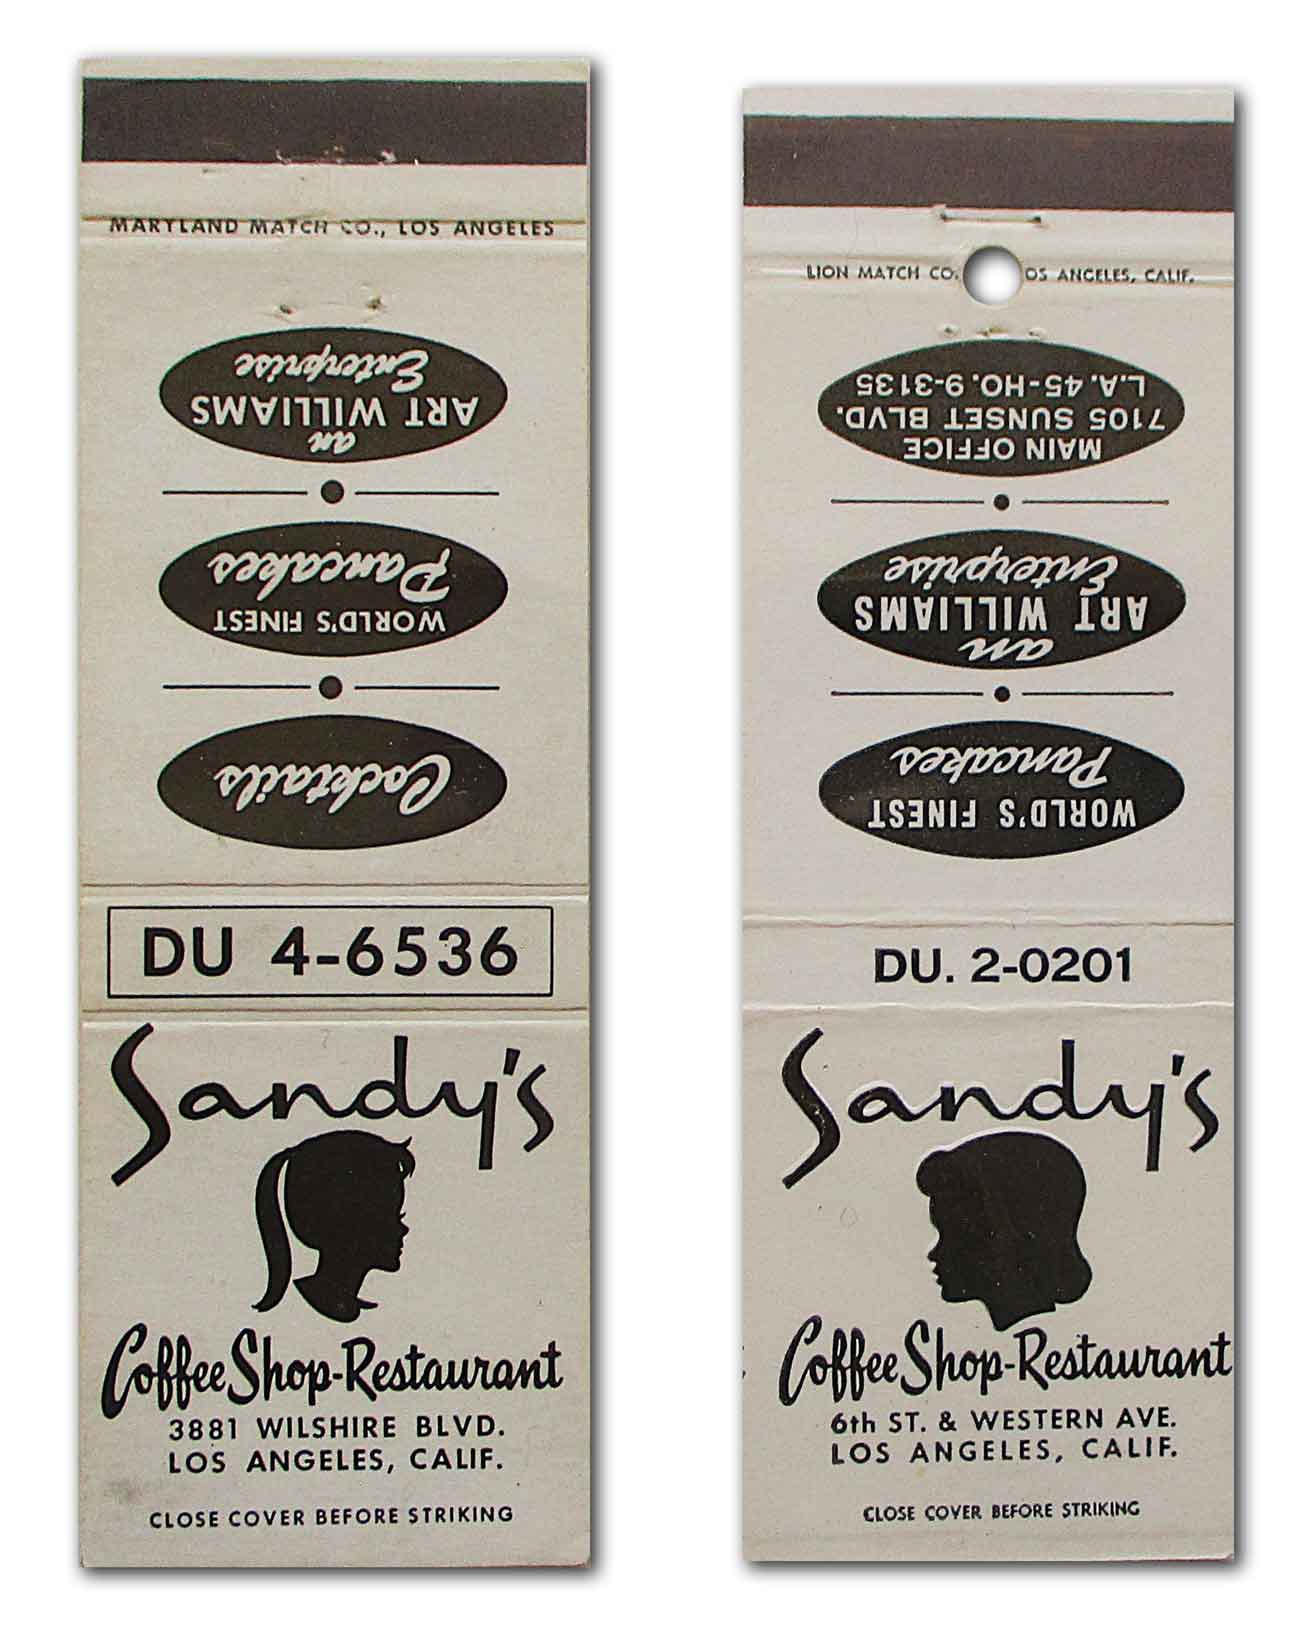 MARYLAND MATCH CO., LOS ANGELES
an
ART WILLIAMS
Enterprise
WORLD'S FINEST
Pancakes
Cocktails
DU 4-6536
Sandy's
Coffee Shop-Restaurant
3881 WILSHIRE BLVD.
LOS ANGELES, CALIF.
CLOSE COVER BEFORE STRIKING
LION MATCH CO. OS ANGELES, CALIF.
MAIN OFFICE
7105 SUNSET BLVD.
L.A. 45-HO. 9-3135
an
ART WILLIAMS
Enterprise
WORLD'S FINEST
Pancakes
DU. 2-0201
Sandy's
Coffee Shop-Restaurant
6th ST. & WESTERN AVE.
LOS ANGELES, CALIF.
CLOSE COVER BEFORE STRIKING